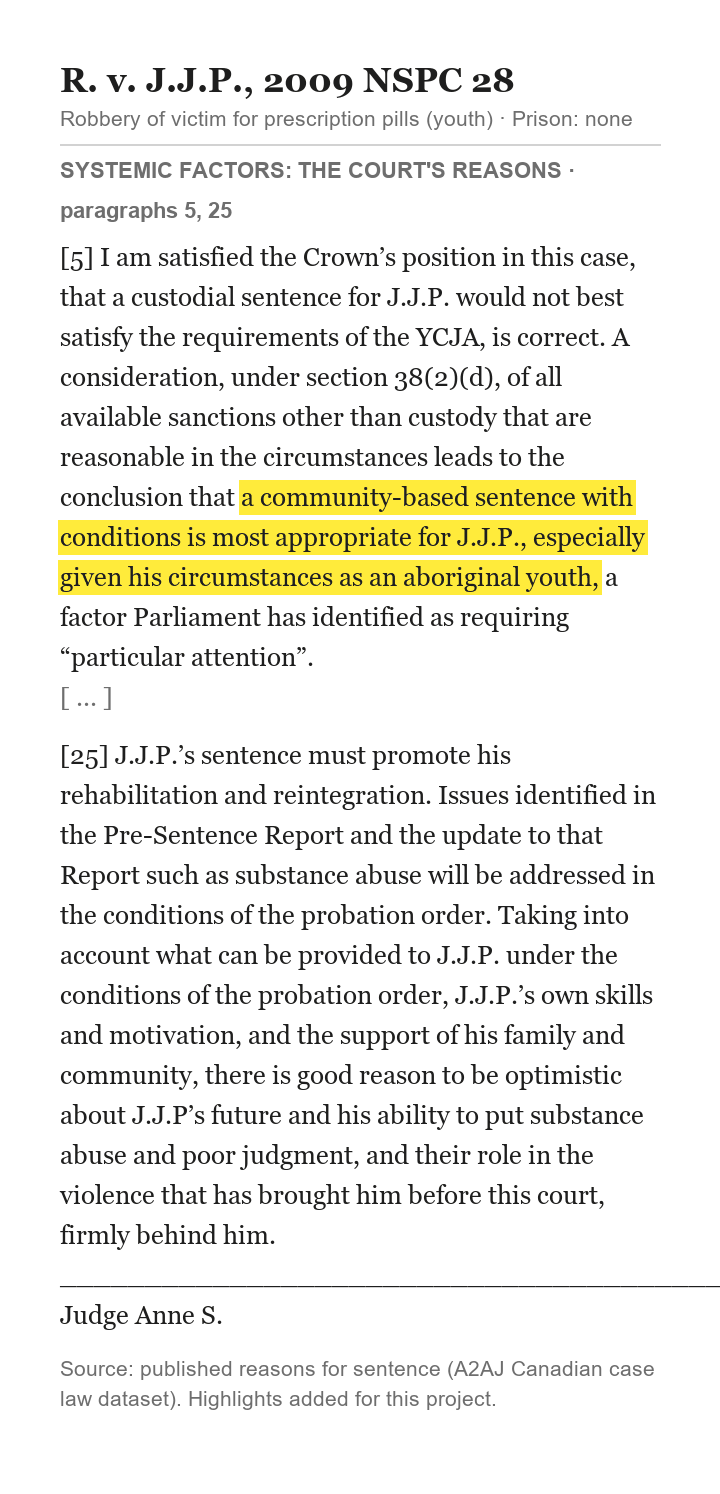 R. v. J.J.P., 2009 NSPC 28
Robbery of victim for prescription pills (youth) · Prison: none
SYSTEMIC FACTORS: THE COURT'S REASONS ·
paragraphs 5, 25
[5] I am satisfied the Crown’s position in this case,
that a custodial sentence for J.J.P. would not best
satisfy the requirements of the YCJA, is correct. A
consideration, under section 38(2)(d), of all
available sanctions other than custody that are
reasonable in the circumstances leads to the
conclusion that a community-based sentence with
conditions is most appropriate for J.J.P., especially
given his circumstances as an aboriginal youth, a
factor Parliament has identified as requiring
“particular attention”.
[ ... ]
[25] J.J.P.’s sentence must promote his
rehabilitation and reintegration. Issues identified in
the Pre-Sentence Report and the update to that
Report such as substance abuse will be addressed in
the conditions of the probation order. Taking into
account what can be provided to J.J.P. under the
conditions of the probation order, J.J.P.’s own skills
and motivation, and the support of his family and
community, there is good reason to be optimistic
about J.J.P’s future and his ability to put substance
abuse and poor judgment, and their role in the
violence that has brought him before this court,
firmly behind him.
Judge Anne S.
Source: published reasons for sentence (A2AJ Canadian case
law dataset). Highlights added for this project.